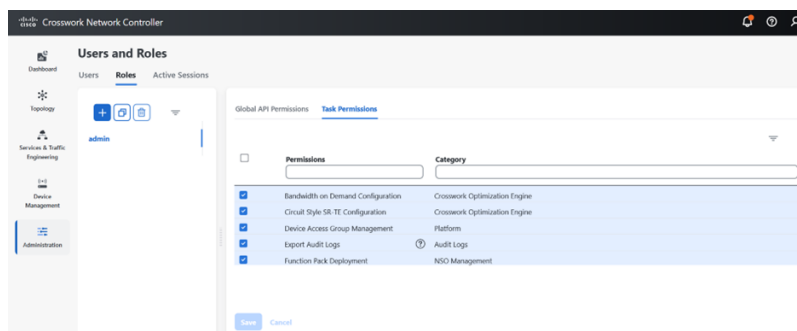 cisco Crosswork Network Controller
Users and Roles
Users Roles Active Sessions
Dashboard
Topology
Services & Traffic
Engineering
Device
Management
Administration
admin
Global API Permissions Task Permissions
Permissions Category
Bandwidth on Demand Configuration Crosswork Optimization Engine
Circuit Style SR-TE Configuration Crosswork Optimization Engine
Device Access Group Management Platform
Export Audit Logs Audit Logs
Function Pack Deployment NSO Management
Save Cancel